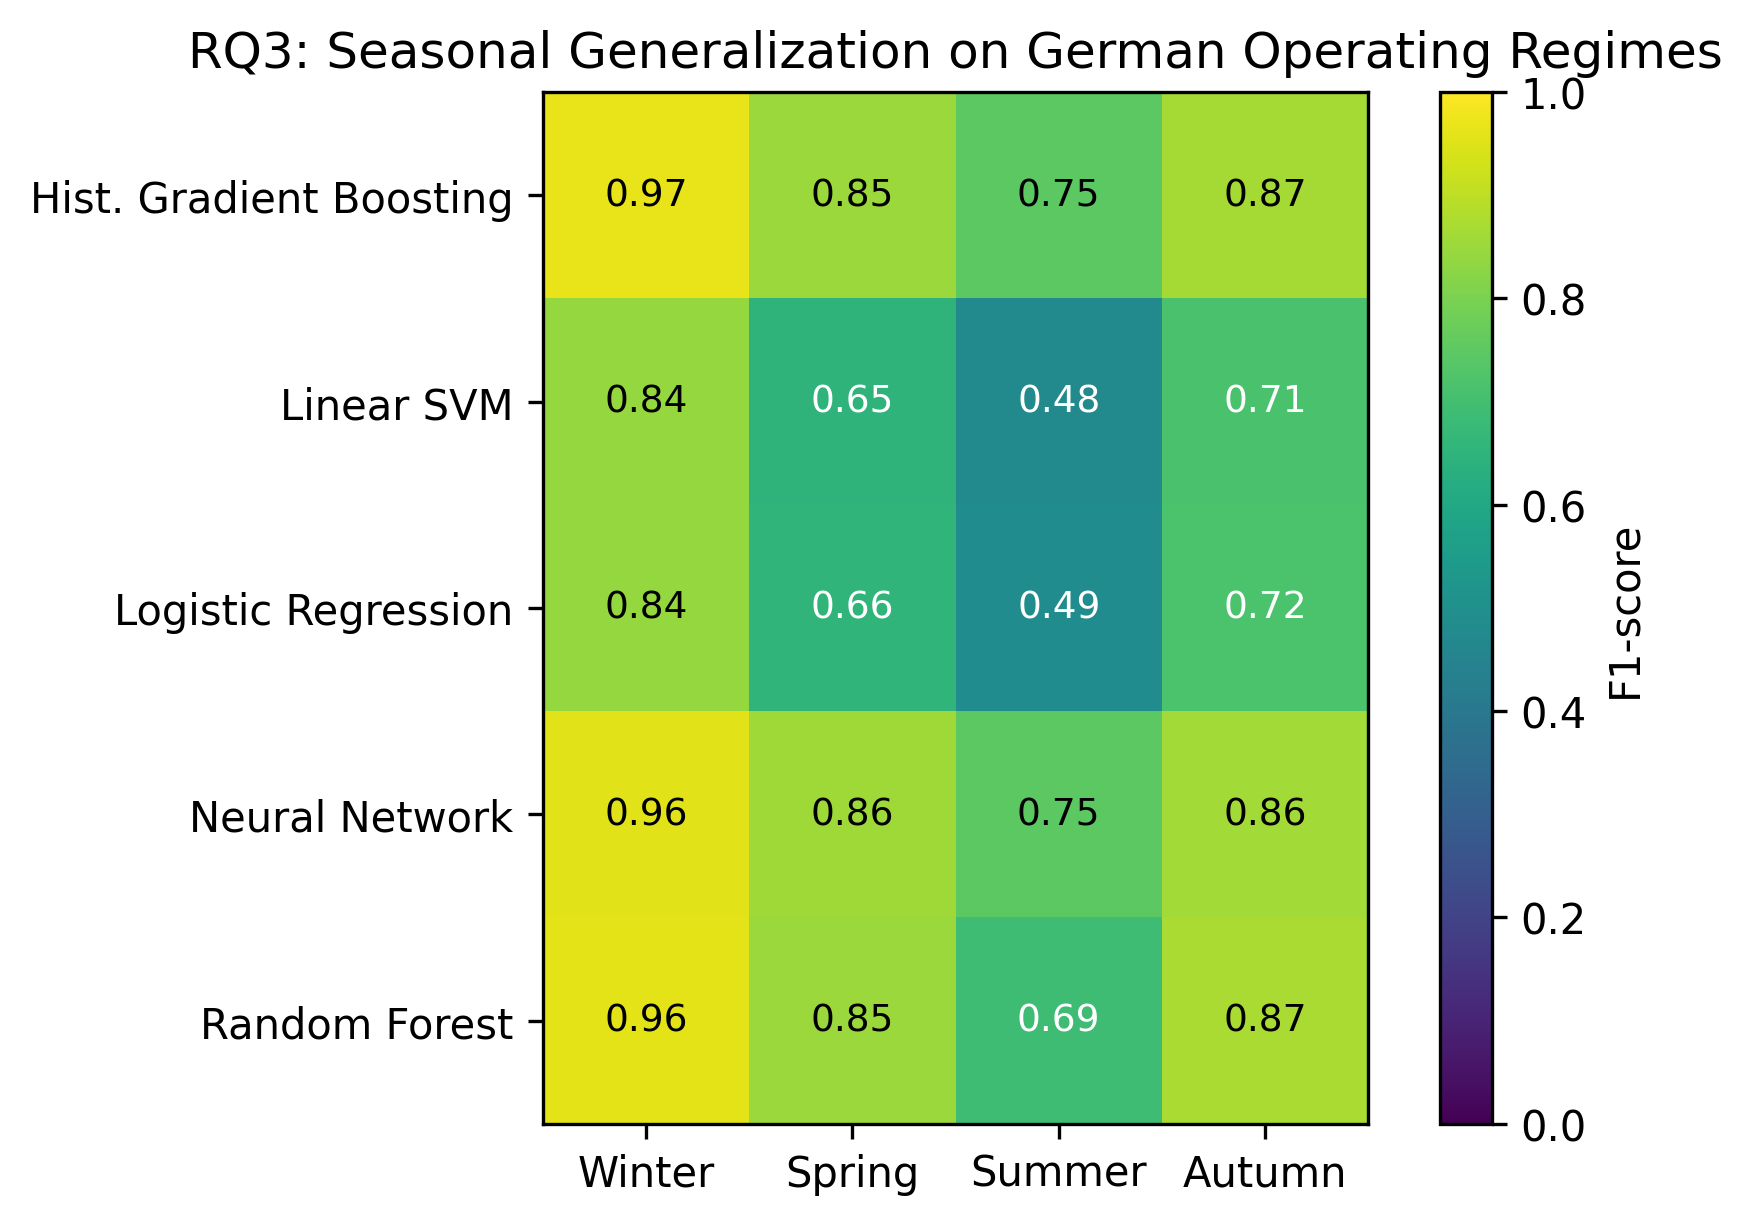 RQ3: Seasonal Generalization on German Operating Regimes
Hist. Gradient Boosting 0.97 0.85 0.75 0.87
Linear SVM 0.84 0.65 0.48 0.71
Logistic Regression 0.84 0.66 0.49 0.72
Neural Network 0.96 0.86 0.75 0.86
Random Forest 0.96 0.85 0.69 0.87
Winter Spring Summer Autumn
1.0
0.8
0.6
0.4
0.2
0.0
F1-score